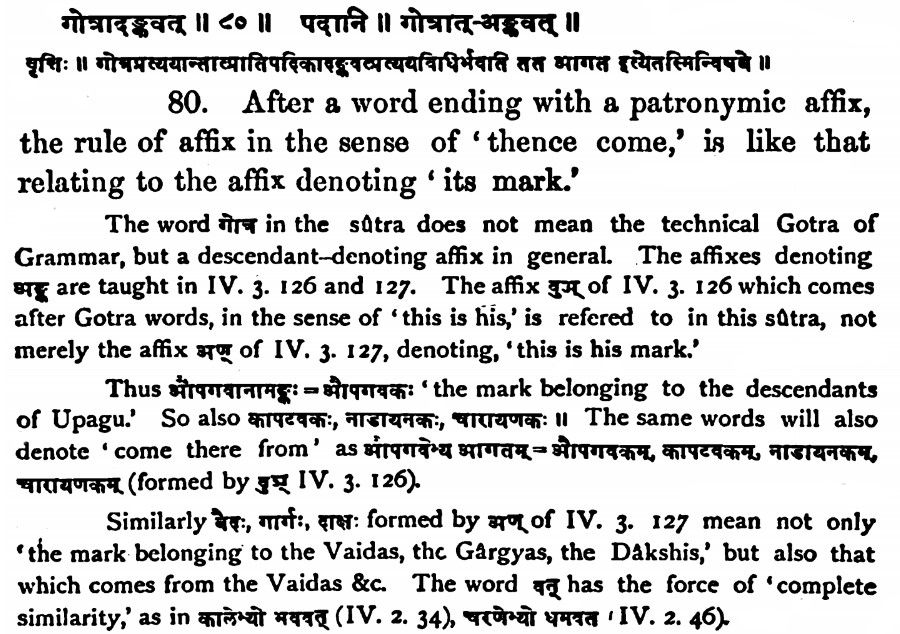 गोत्रादङ्कवत् ॥ ८० ॥ पदानि ॥ गोत्रात्-अङ्कवत् ॥
वृत्तिः ॥ गोत्रप्रत्ययान्तात्प्रातिपदिकादङ्कवत्प्रत्ययविधिर्भवति तत आगत इत्येतस्मिन्विषये ॥
80. After a word ending with a patronymic affix,
the rule of affix in the sense of ‘thence come,’ is like that
relating to the affix denoting ‘its mark.’
The word गोत्र in the sûtra does not mean the technical Gotra of
Grammar, but a descendant-denoting affix in general. The affixes denoting
अङ्क are taught in IV. 3. 126 and 127. The affix वुञ् of IV. 3. 126 which comes
after Gotra words, in the sense of ‘this is his,’ is refered to in this sûtra, not
merely the affix अण् of IV. 3. 127, denoting, ‘this is his mark.’
Thus औपगवानामङ्कः = औपगवकः ‘the mark belonging to the descendants
of Upagu.’ So also कापटवकः, नाडायनकः, चारायणकः ॥ The same words will also
denote ‘come there from’ as औपगवेभ्य आगतम् = औपगवकम्, कापटवकम्, नाडायनकम्,
चारायणकम् (formed by वुञ् IV. 3. 126).
Similarly बैदः, गार्गः, दाक्षः formed by अण् of IV. 3. 127 mean not only
‘the mark belonging to the Vaidas, the Gârgyas, the Dâkshis,’ but also that
which comes from the Vaidas &c. The word वत् has the force of ‘complete
similarity,’ as in कालेभ्यो भववत् (IV. 2. 34), चरणेभ्यो धमवत (IV. 2. 46).